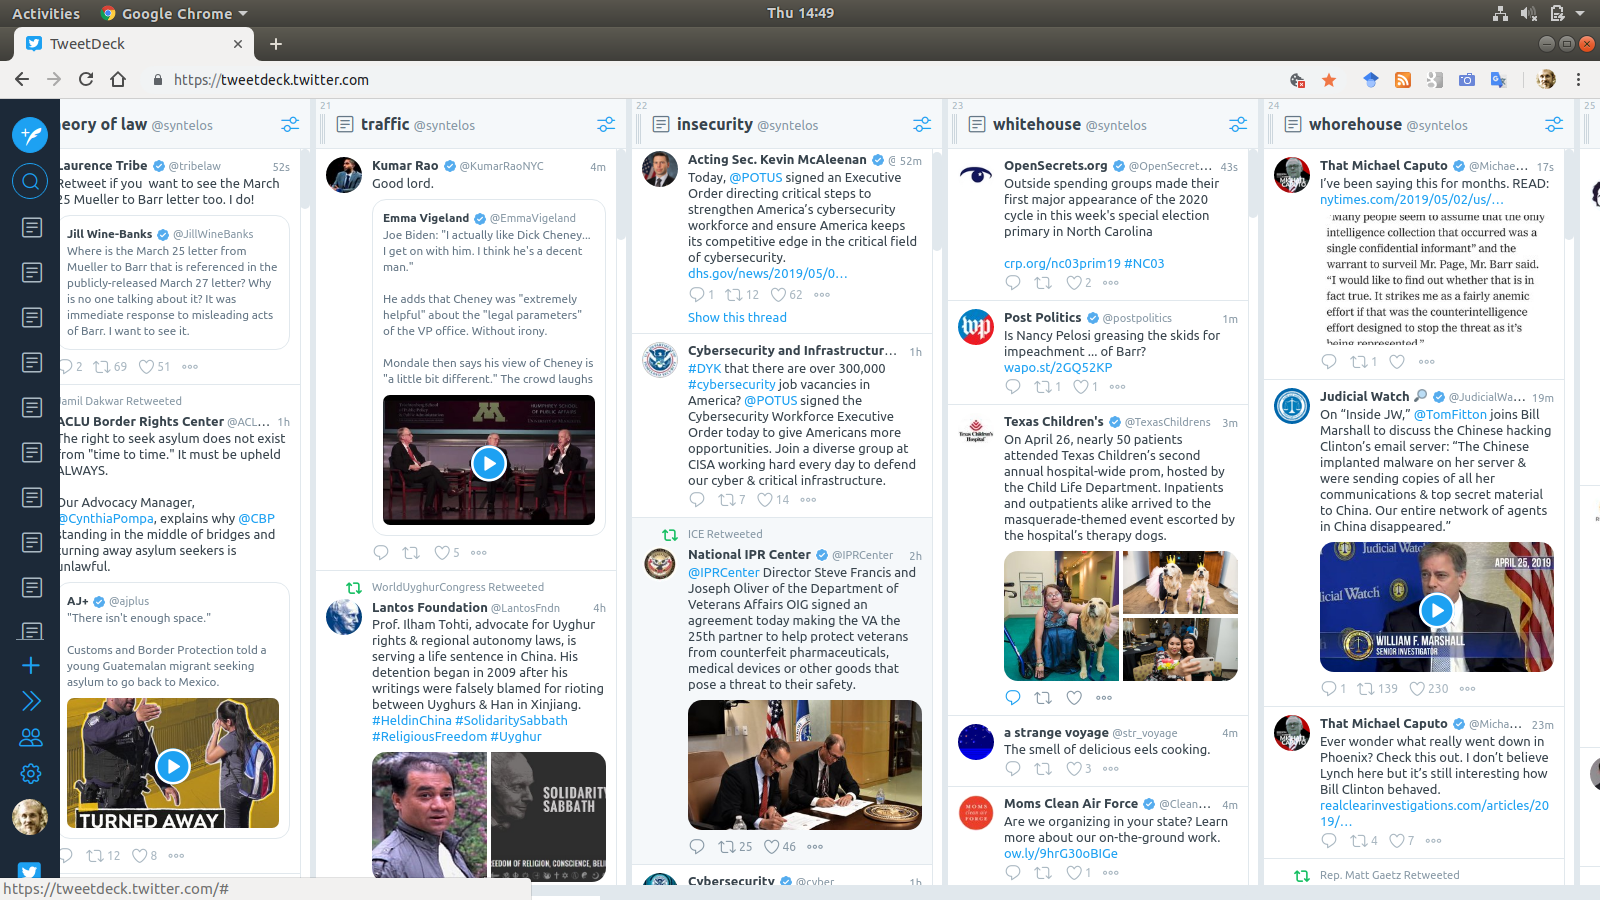 Activities
Google Chrome
Thu 14:49
TweetDeck
https://tweetdeck.twitter.com
eory of law @syntelos
Laurence Tribe @tribelaw 52s
Retweet if you want to see the March
25 Mueller to Barr letter too. I do!
Jill Wine-Banks @JillWineBanks
Where is the March 25 letter from
Mueller to Barr that is referenced in the
publicly-released March 27 letter? Why
is no one talking about it? It was
immediate response to misleading acts
of Barr. I want to see it.
2 69 51
Jamil Dakwar Retweeted
ACLU Border Rights Center @ACL... 1h
The right to seek asylum does not exist
from "time to time." It must be upheld
ALWAYS.
Our Advocacy Manager,
@CynthiaPompa, explains why @CBP
standing in the middle of bridges and
turning away asylum seekers is
unlawful.
AJ+ @ajplus
"There isn't enough space."
Customs and Border Protection told a
young Guatemalan migrant seeking
asylum to go back to Mexico.
TURNED AWAY
12 8
https://tweetdeck.twitter.com/#
21
traffic @syntelos
Kumar Rao @KumarRaoNYC 4m
Good lord.
Emma Vigeland @EmmaVigeland
Joe Biden: "I actually like Dick Cheney...
I get on with him. I think he's a decent
man."
He adds that Cheney was "extremely
helpful" about the "legal parameters"
of the VP office. Without irony.
Mondale then says his view of Cheney is
"a little bit different." The crowd laughs
5
WorldUyghurCongress Retweeted
Lantos Foundation @LantosFndn 4h
Prof. Ilham Tohti, advocate for Uyghur
rights & regional autonomy laws, is
serving a life sentence in China. His
detention began in 2009 after his
writings were falsely blamed for rioting
between Uyghurs & Han in Xinjiang.
#HeldinChina #SolidaritySabbath
#ReligiousFreedom #Uyghur
SOLIDARITY
SABBATH
EEDOM OF RELIGION, CONSCIENCE, BELI
22
insecurity @syntelos
Acting Sec. Kevin McAleenan @ 52m
Today, @POTUS signed an Executive
Order directing critical steps to
strengthen America's cybersecurity
workforce and ensure America keeps
its competitive edge in the critical field
of cybersecurity.
dhs.gov/news/2019/05/0...
1 12 62
Show this thread
Cybersecurity and Infrastructur... 1h
#DYK that there are over 300,000
#cybersecurity job vacancies in
America? @POTUS signed the
Cybersecurity Workforce Executive
Order today to give Americans more
opportunities. Join a diverse group at
CISA working hard every day to defend
our cyber & critical infrastructure.
7 14
ICE Retweeted
National IPR Center @IPRCenter 2h
@IPRCenter Director Steve Francis and
Joseph Oliver of the Department of
Veterans Affairs OIG signed an
agreement today making the VA the
25th partner to help protect veterans
from counterfeit pharmaceuticals,
medical devices or other goods that
pose a threat to their safety.
25 46
Cybersecurity @cyber 1h
23
whitehouse @syntelos
OpenSecrets.org @OpenSecret... 43s
Outside spending groups made their
first major appearance of the 2020
cycle in this week's special election
primary in North Carolina
crp.org/nc03prim19 #NC03
2
Post Politics @postpolitics 1m
Is Nancy Pelosi greasing the skids for
impeachment ... of Barr?
wapo.st/2GQ52KP
1 1
Texas Children's @TexasChildrens 3m
On April 26, nearly 50 patients
attended Texas Children's second
annual hospital-wide prom, hosted by
the Child Life Department. Inpatients
and outpatients alike arrived to the
masquerade-themed event escorted by
the hospital's therapy dogs.
a strange voyage @str_voyage 4m
The smell of delicious eels cooking.
3
Moms Clean Air Force @Clean... 4m
Are we organizing in your state? Learn
more about our on-the-ground work.
ow.ly/9hrG30oBIGe
1
24
whorehouse @syntelos
That Michael Caputo @Michae... 17s
I've been saying this for months. READ:
nytimes.com/2019/05/02/us/...
"Many people seem to assume that the only
intelligence collection that occurred was a
single confidential informant" and the
warrant to surveil Mr. Page, Mr. Barr said.
"I would like to find out whether that is in
fact true. It strikes me as a fairly anemic
effort if that was the counterintelligence
effort designed to stop the threat as it's
being represented"
1
Judicial Watch @JudicialWa... 19m
On "Inside JW," @TomFitton joins Bill
Marshall to discuss the Chinese hacking
Clinton's email server: "The Chinese
implanted malware on her server &
were sending copies of all her
communications & top secret material
to China. Our entire network of agents
in China disappeared."
Judicial Watch
APRIL 26, 2019
icial Watch
WILLIAM F. MARSHALL
SENIOR INVESTIGATOR
1 139 230
That Michael Caputo @Micha... 23m
Ever wonder what really went down in
Phoenix? Check this out. I don't believe
Lynch here but it's still interesting how
Bill Clinton behaved.
realclearinvestigations.com/articles/20
19/...
4 7
Rep. Matt Gaetz Retweeted
25